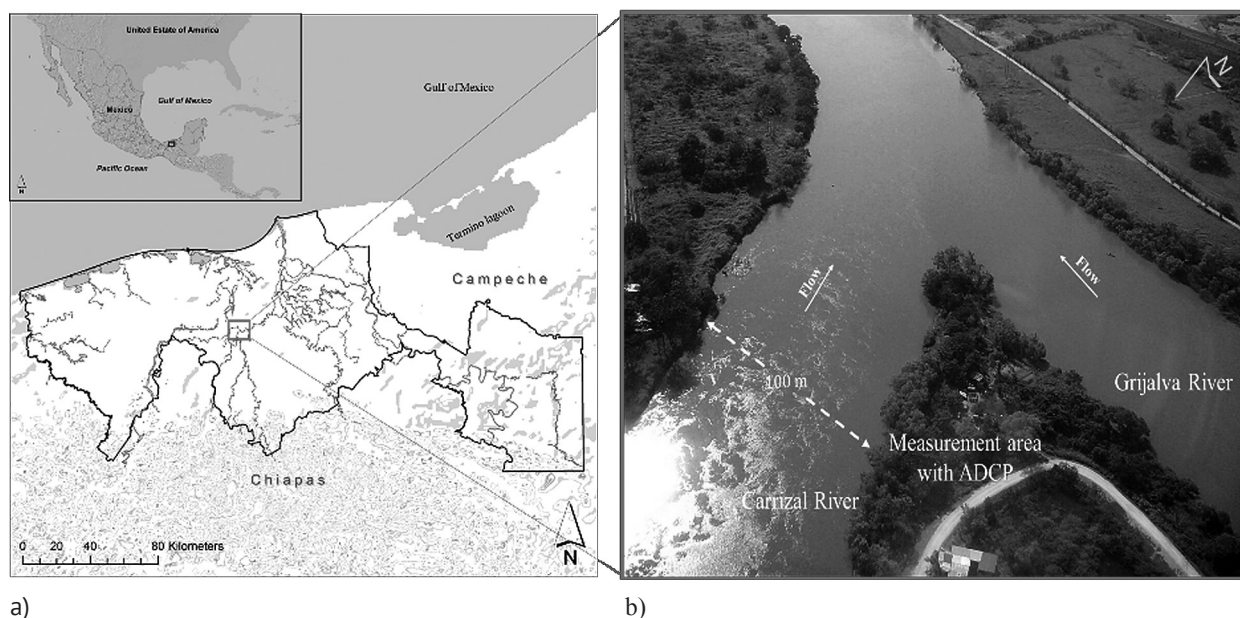 United Estate of America
Gulf of Mexico
Mexico
Pacific Ocean
N
Gulf of Mexico
Termino lagoon
Campeche
Chiapas
0 20 40 80 Kilometers
N
N
Flow
Flow
100 m
Grijalva River
Measurement area
with ADCP
Carrizal River
a)
b)